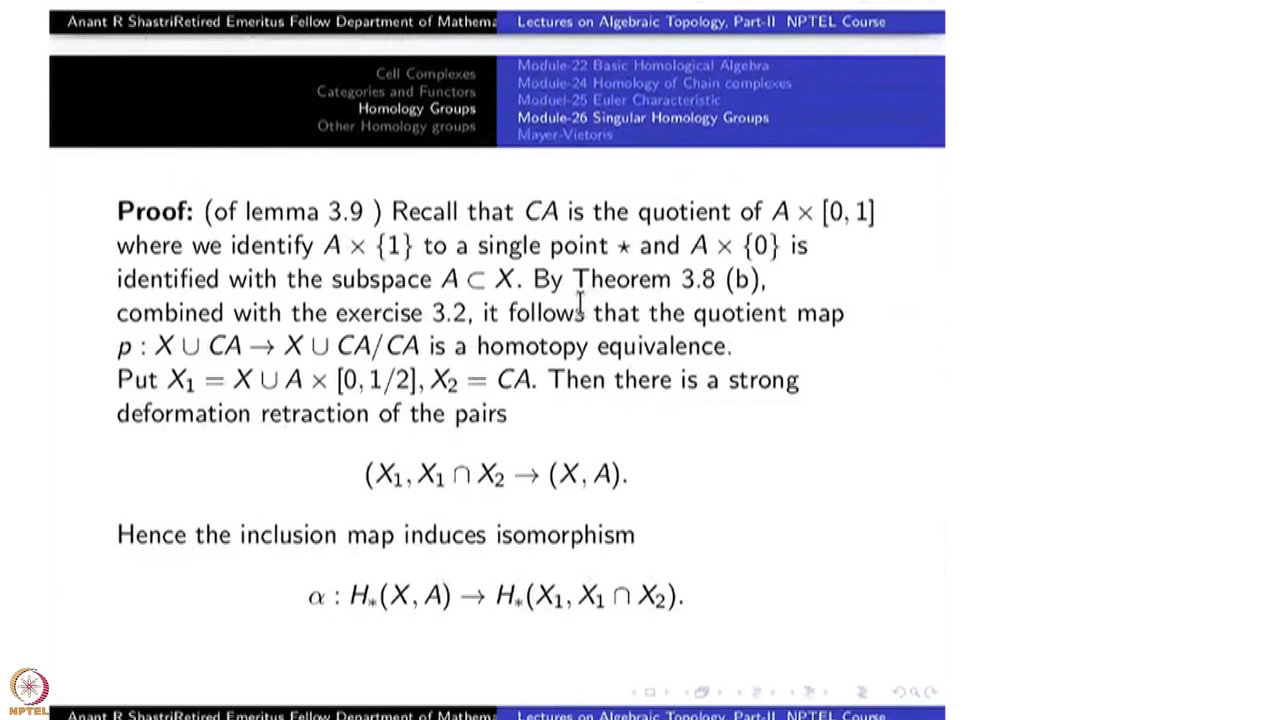 Anant R ShastriRetired Emeritus Fellow Department of Mathema Lectures on Algebraic Topology, Part-II NPTEL Course
Cell Complexes
Categories and Functors
Homology Groups
Other Homology groups
Module-22 Basic Homological Algebra
Module-24 Homology of Chain complexes
Moduel-25 Euler Characteristic
Module-26 Singular Homology Groups
Mayer-Vietoris
Proof: (of lemma 3.9 ) Recall that CA is the quotient of A × [0, 1]
where we identify A × {1} to a single point ⋆ and A × {0} is
identified with the subspace A ⊂ X. By Theorem 3.8 (b),
combined with the exercise 3.2, it follows that the quotient map
p : X ∪ CA → X ∪ CA/CA is a homotopy equivalence.
Put X₁ = X ∪ A × [0, 1/2], X₂ = CA. Then there is a strong
deformation retraction of the pairs
(X₁, X₁ ∩ X₂ → (X, A).
Hence the inclusion map induces isomorphism
α : H∗(X, A) → H∗(X₁, X₁ ∩ X₂).
NPTEL
Anant R ShastriRetired Emeritus Fellow Department of Mathema Lectures on Algebraic Topology, Part-II NPTEL Course